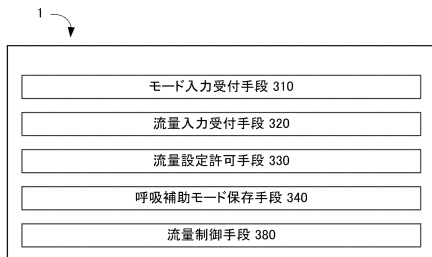 1
モード入力受付手段 310
流量入力受付手段 320
流量設定許可手段 330
呼吸補助モード保存手段 340
流量制御手段 380